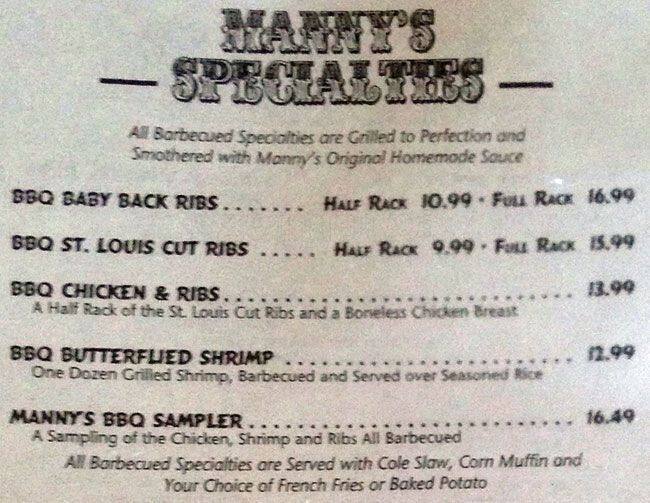 MANNY'S
— SPECIALTIES —
All Barbecued Specialties are Grilled to Perfection and
Smothered with Manny's Original Homemade Sauce
BBQ BABY BACK RIBS....... HALF RACK 10.99 · FULL RACK 16.99
BBQ ST. LOUIS CUT RIBS ..... HALF RACK 9.99 · FULL RACK 15.99
BBQ CHICKEN & RIBS................................ 13.99
A Half Rack of the St. Louis Cut Ribs and a Boneless Chicken Breast
BBQ BUTTERFLIED SHRIMP .......................... 12.99
One Dozen Grilled Shrimp, Barbecued and Served over Seasoned Rice
MANNY'S BBQ SAMPLER.............................. 16.49
A Sampling of the Chicken, Shrimp and Ribs All Barbecued
All Barbecued Specialties are Served with Cole Slaw, Corn Muffin and
Your Choice of French Fries or Baked Potato